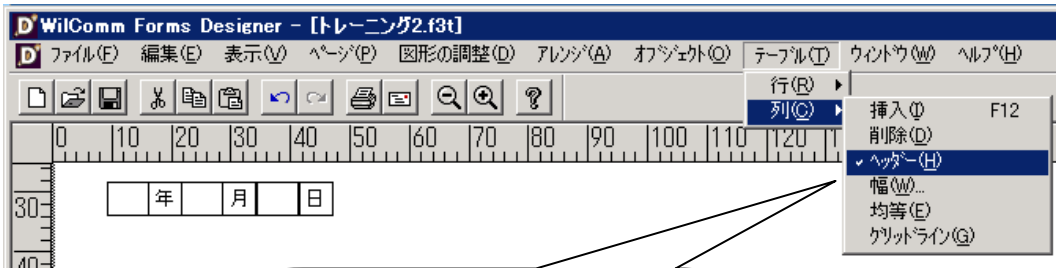 WilComm Forms Designer - [トレーニング2.f3t]
ファイル(F) 編集(E) 表示(V) ページ(P) 図形の調整(D) アレンジ(A) オブジェクト(O) テーブル(T) ウィンドウ(W) ヘルプ(H)
行(R)
列(C)
挿入(I) F12
削除(D)
ヘッダー(H)
幅(W)...
均等(E)
グリッドライン(G)
0 10 20 30 40 50 60 70 80 90 100 110 120
30
年 月 日
40